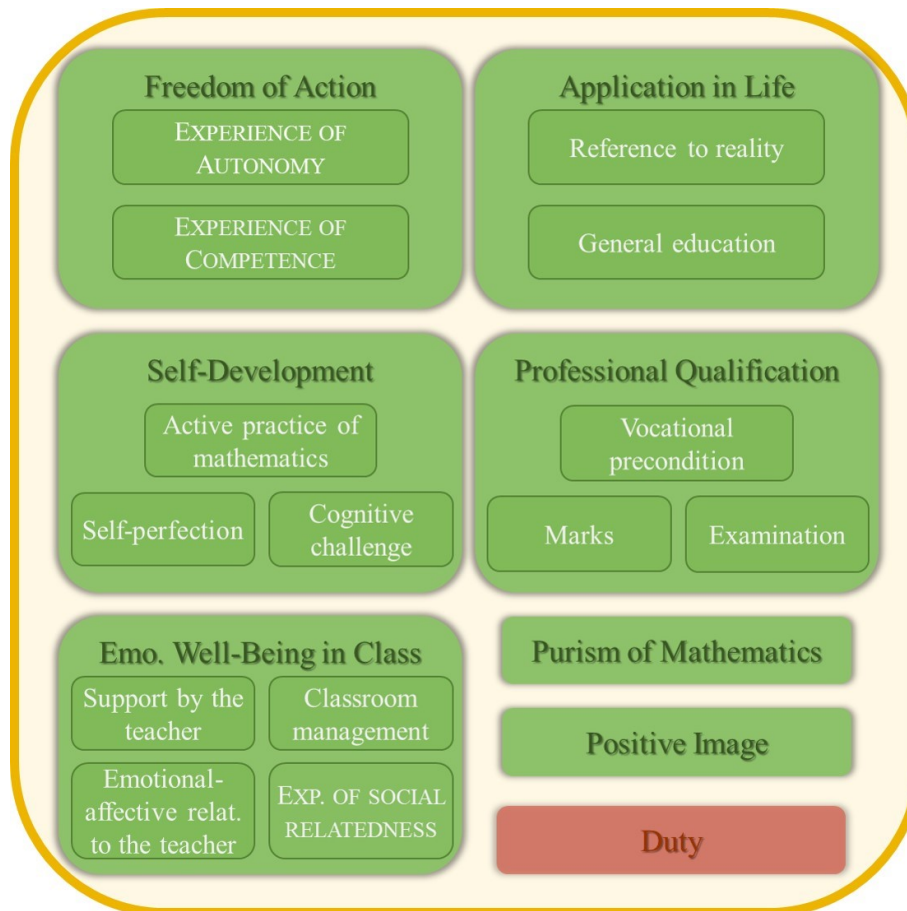 Freedom of Action
EXPERIENCE OF
AUTONOMY
EXPERIENCE OF
COMPETENCE
Application in Life
Reference to reality
General education
Self-Development
Active practice of
mathematics
Self-perfection
Cognitive
challenge
Professional Qualification
Vocational
precondition
Marks
Examination
Emo. Well-Being in Class
Support by the
teacher
Classroom
management
Emotional-
affective relat.
to the teacher
EXP. OF SOCIAL
RELATEDNESS
Purism of Mathematics
Positive Image
Duty